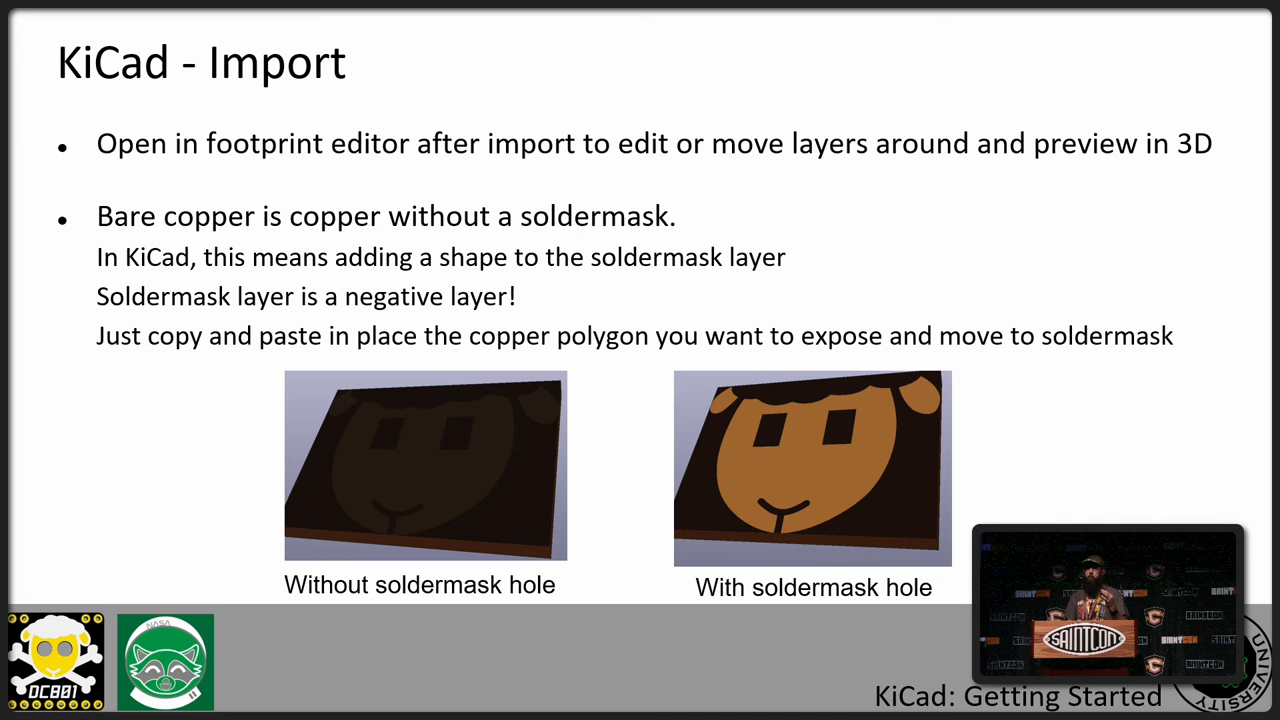 KiCad - Import
• Open in footprint editor after import to edit or move layers around and preview in 3D
• Bare copper is copper without a soldermask.
In KiCad, this means adding a shape to the soldermask layer
Soldermask layer is a negative layer!
Just copy and paste in place the copper polygon you want to expose and move to soldermask
Without soldermask hole
With soldermask hole
DC801
NASA
SAINTCON
KiCad: Getting Started
UNIVERSITY